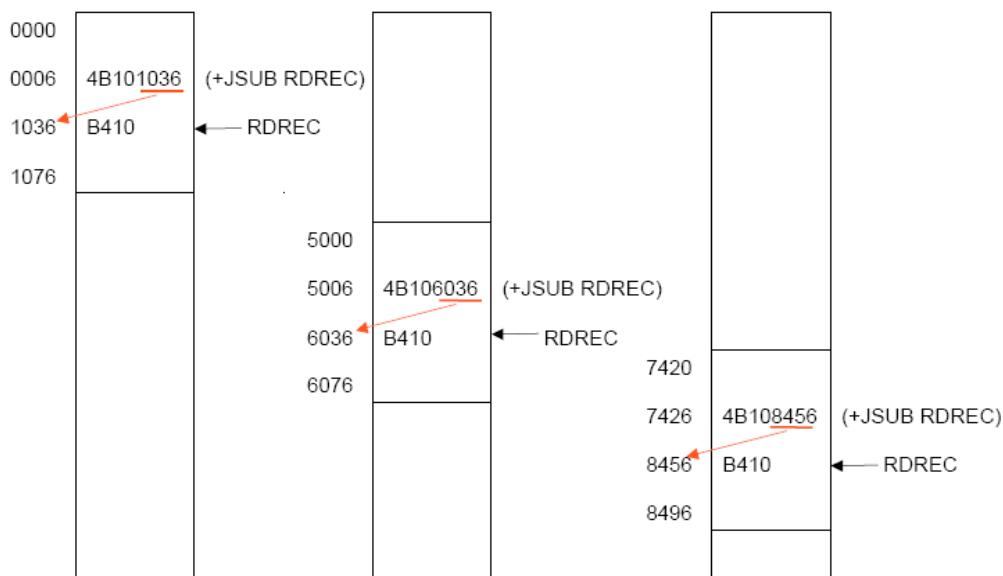 0000
0006 4B101036 (+JSUB RDREC)
1036 B410 RDREC
1076
5000
5006 4B106036 (+JSUB RDREC)
6036 B410 RDREC
6076
7420
7426 4B108456 (+JSUB RDREC)
8456 B410 RDREC
8496